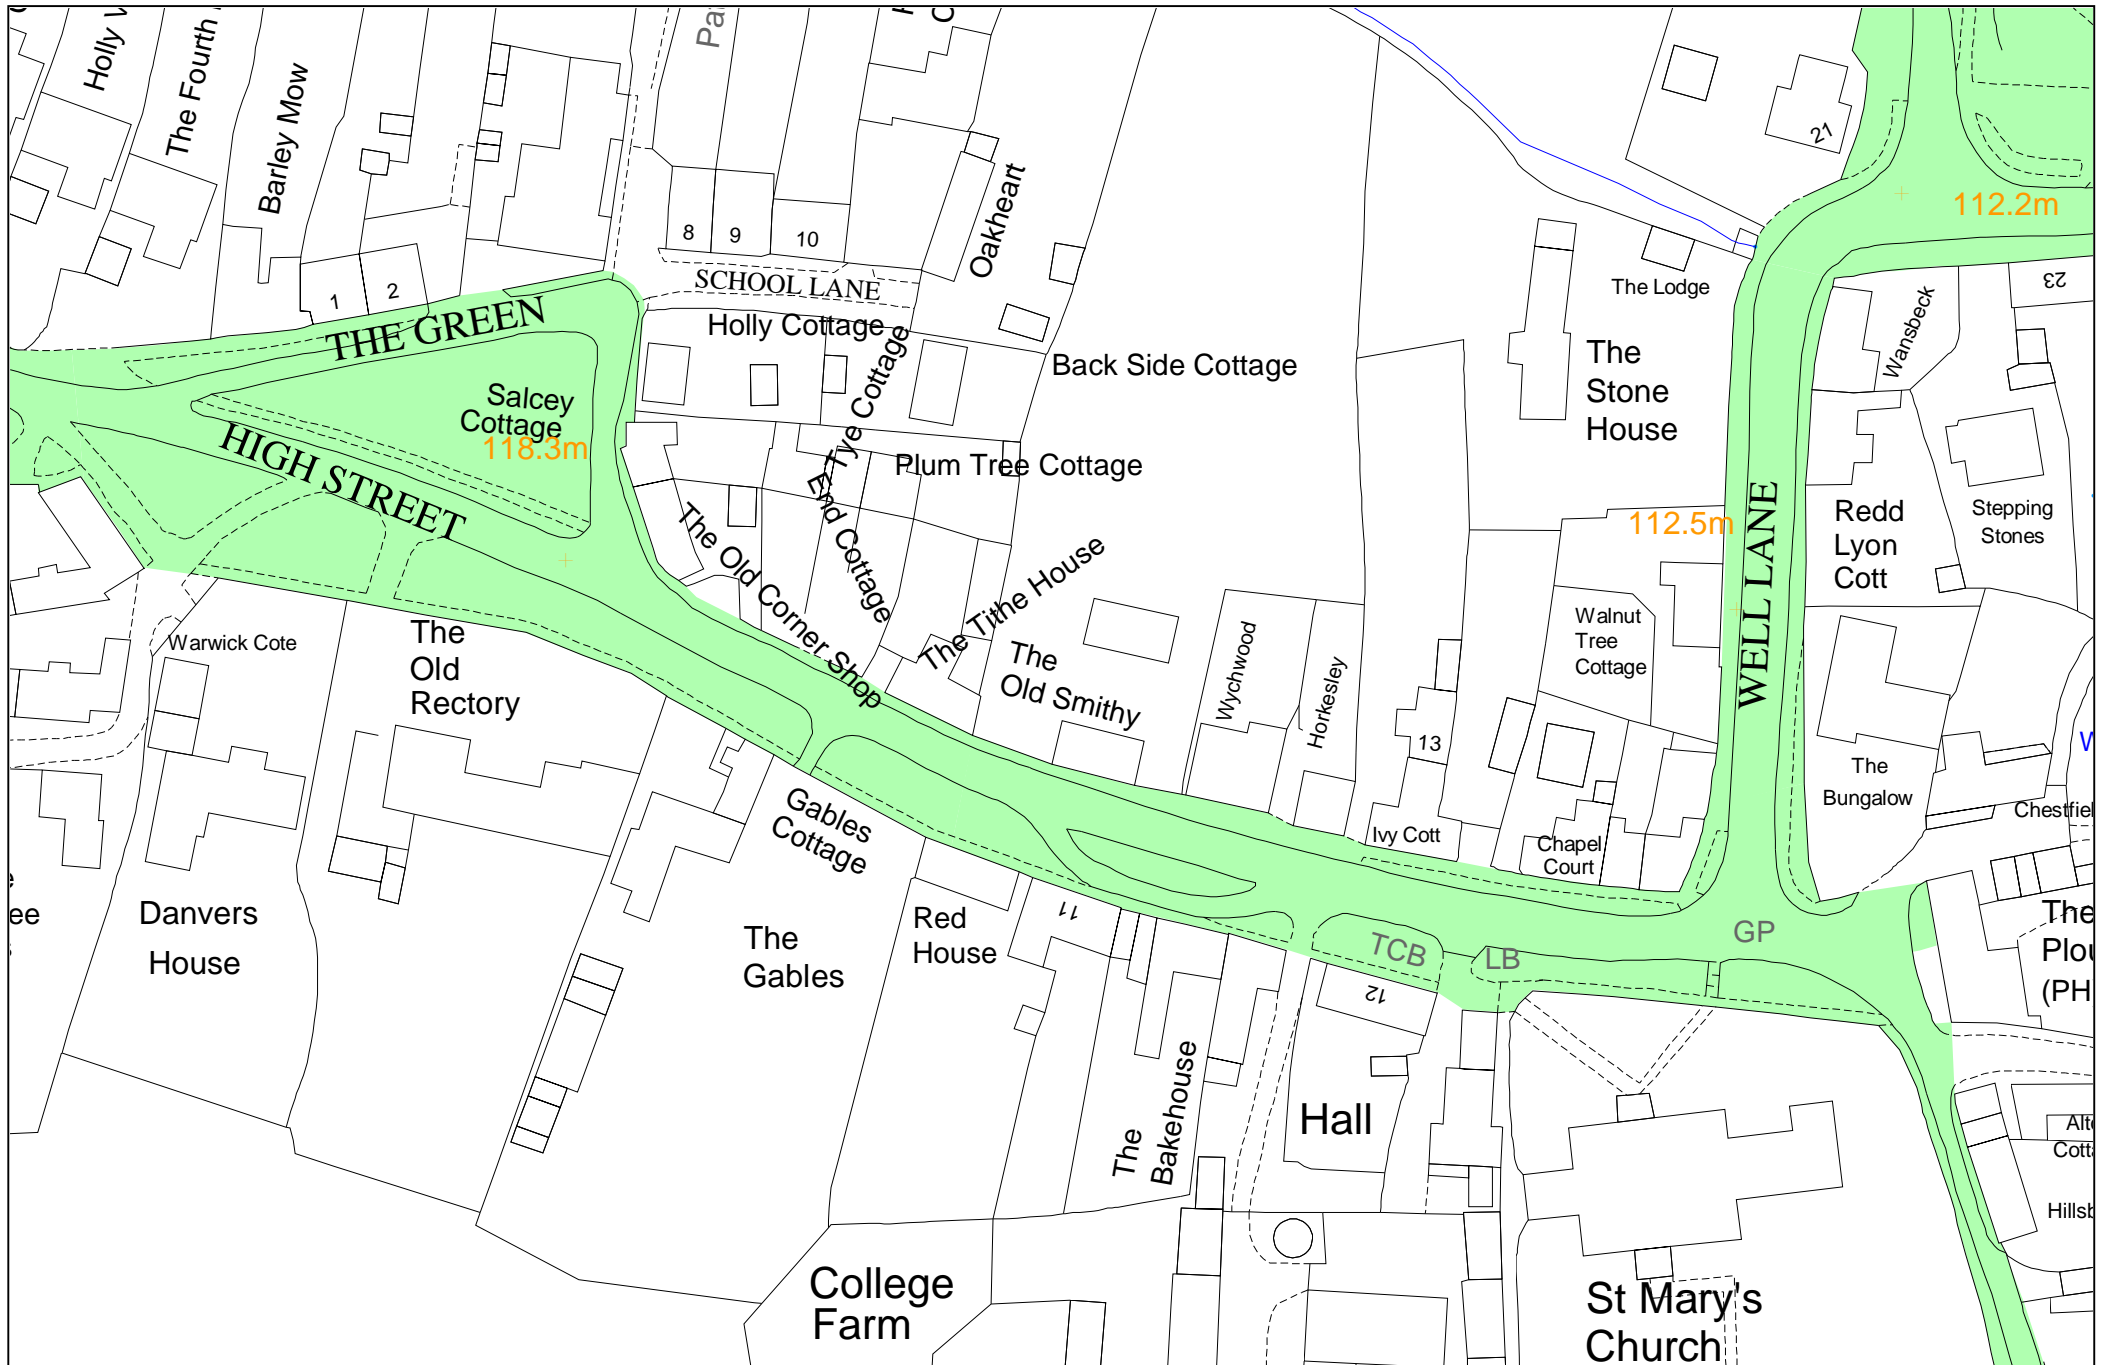 Holly
The Fourth
Barley Mow
Oakheart
21
112.2m
8
9
10
SCHOOL LANE
1
2
THE GREEN
Holly Cottage
The Lodge
23
Wansbeck
Back Side Cottage
The
Stone
House
Salcey
Cottage
118.3m
HIGH STREET
Tye Cottage
End Cottage
Plum Tree Cottage
The Old Corner Shop
The Tithe House
112.5m
WELL LANE
Redd
Lyon
Cott
Stepping
Stones
Warwick Cote
The
Old
Rectory
The
Old Smithy
Wychwood
Horkesley
13
Walnut
Tree
Cottage
The
Bungalow
Gables
Cottage
Ivy Cott
Chapel
Court
Danvers
House
The
Gables
Red
House
11
TCB
LB
GP
12
The
(PH
The
Bakehouse
Hall
College
Farm
St Mary's
Church